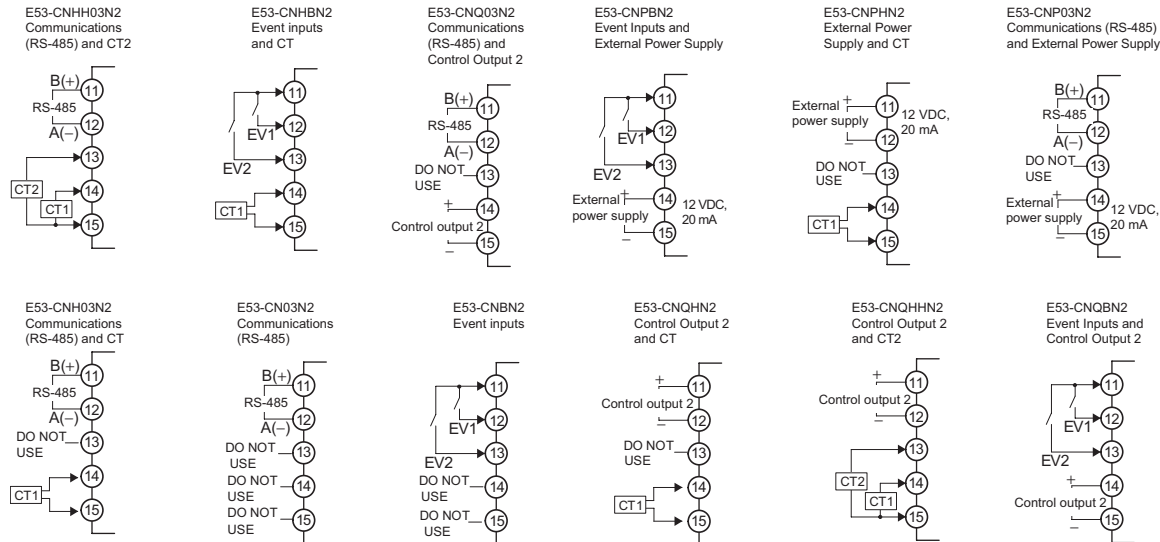 E53-CNHH03N2
Communications
(RS-485) and CT2
B(+)
11
RS-485
12
A(−)
13
CT2
14
CT1
15
E53-CNHBN2
Event inputs
and CT
11
12
EV1
13
EV2
14
CT1
15
E53-CNQ03N2
Communications
(RS-485) and
Control Output 2
B(+)
11
RS-485
12
A(−)
DO NOT
USE
13
+
14
Control output 2
−
15
E53-CNPBN2
Event Inputs and
External Power Supply
11
12
EV1
13
EV2
+
14
External
power supply
12 VDC,
20 mA
−
15
E53-CNPHN2
External Power
Supply and CT
+
11
External
power supply
12 VDC,
20 mA
−
12
DO NOT
USE
13
14
CT1
15
E53-CNP03N2
Communications (RS-485)
and External Power Supply
B(+)
11
RS-485
12
A(−)
DO NOT
USE
13
+
14
External
power supply
12 VDC,
20 mA
−
15
E53-CNH03N2
Communications
(RS-485) and CT
B(+)
11
RS-485
12
A(−)
DO NOT
USE
13
14
CT1
15
E53-CN03N2
Communications
(RS-485)
B(+)
11
RS-485
12
A(−)
DO NOT
USE
13
DO NOT
USE
14
DO NOT
USE
15
E53-CNBN2
Event inputs
11
12
EV1
13
EV2
DO NOT
USE
14
DO NOT
USE
15
E53-CNQHN2
Control Output 2
and CT
+
11
Control output 2
−
12
DO NOT
USE
13
14
CT1
15
E53-CNQHHN2
Control Output 2
and CT2
+
11
Control output 2
−
12
13
CT2
14
CT1
15
E53-CNQBN2
Event Inputs and
Control Output 2
11
12
EV1
13
EV2
+
14
Control output 2
−
15